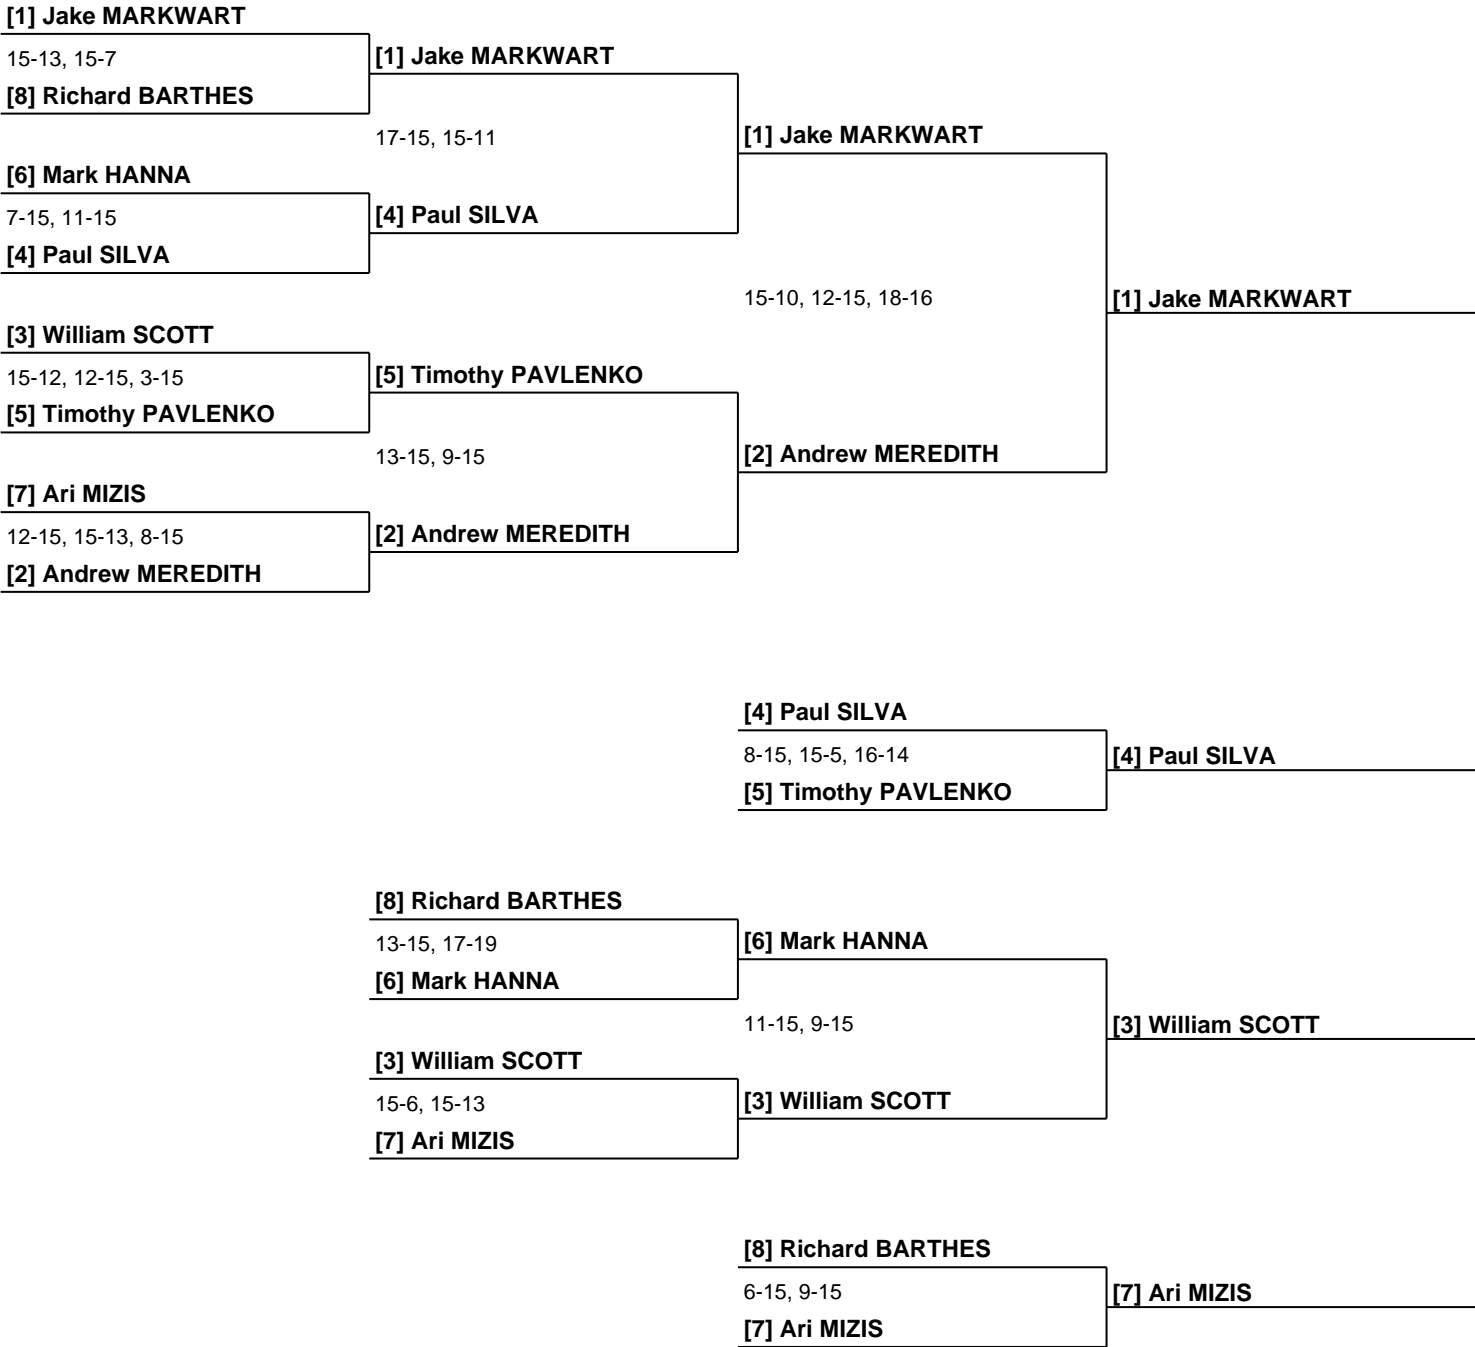 [1] Jake MARKWART
15-13, 15-7
[8] Richard BARTHES
[1] Jake MARKWART
17-15, 15-11
[1] Jake MARKWART
[6] Mark HANNA
7-15, 11-15
[4] Paul SILVA
[4] Paul SILVA
15-10, 12-15, 18-16
[1] Jake MARKWART
[3] William SCOTT
15-12, 12-15, 3-15
[5] Timothy PAVLENKO
[5] Timothy PAVLENKO
13-15, 9-15
[2] Andrew MEREDITH
[7] Ari MIZIS
12-15, 15-13, 8-15
[2] Andrew MEREDITH
[2] Andrew MEREDITH
[4] Paul SILVA
8-15, 15-5, 16-14
[4] Paul SILVA
[5] Timothy PAVLENKO
[8] Richard BARTHES
13-15, 17-19
[6] Mark HANNA
[6] Mark HANNA
11-15, 9-15
[3] William SCOTT
[3] William SCOTT
15-6, 15-13
[3] William SCOTT
[7] Ari MIZIS
[8] Richard BARTHES
6-15, 9-15
[7] Ari MIZIS
[7] Ari MIZIS